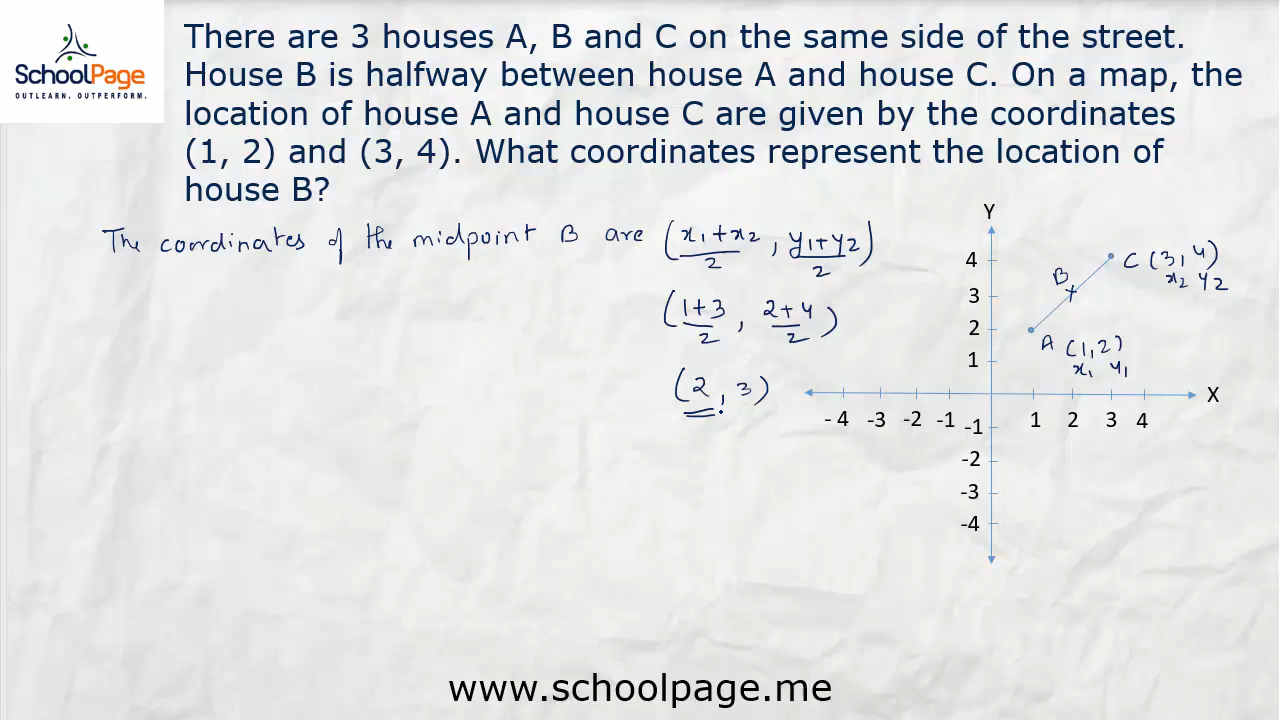 SchoolPage
OUTLEARN. OUTPERFORM.
There are 3 houses A, B and C on the same side of the street.
House B is halfway between house A and house C. On a map, the
location of house A and house C are given by the coordinates
(1, 2) and (3, 4). What coordinates represent the location of
house B?
The coordinates of the midpoint B are (x1+x2/2, y1+y2/2)
(1+3/2, 2+4/2)
(2, 3)
Y
4
3
2
1
C (3,4)
x2 y2
B
A (1,2)
x1 y1
X
-4 -3 -2 -1 1 2 3 4
-1
-2
-3
-4
www.schoolpage.me